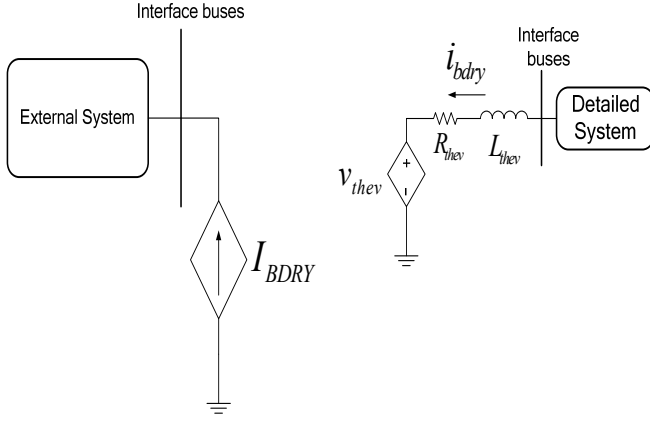 Interface buses
External System
I_BDRY
Interface
buses
i_bdry
Detailed
System
R_thev
L_thev
v_thev
+
-